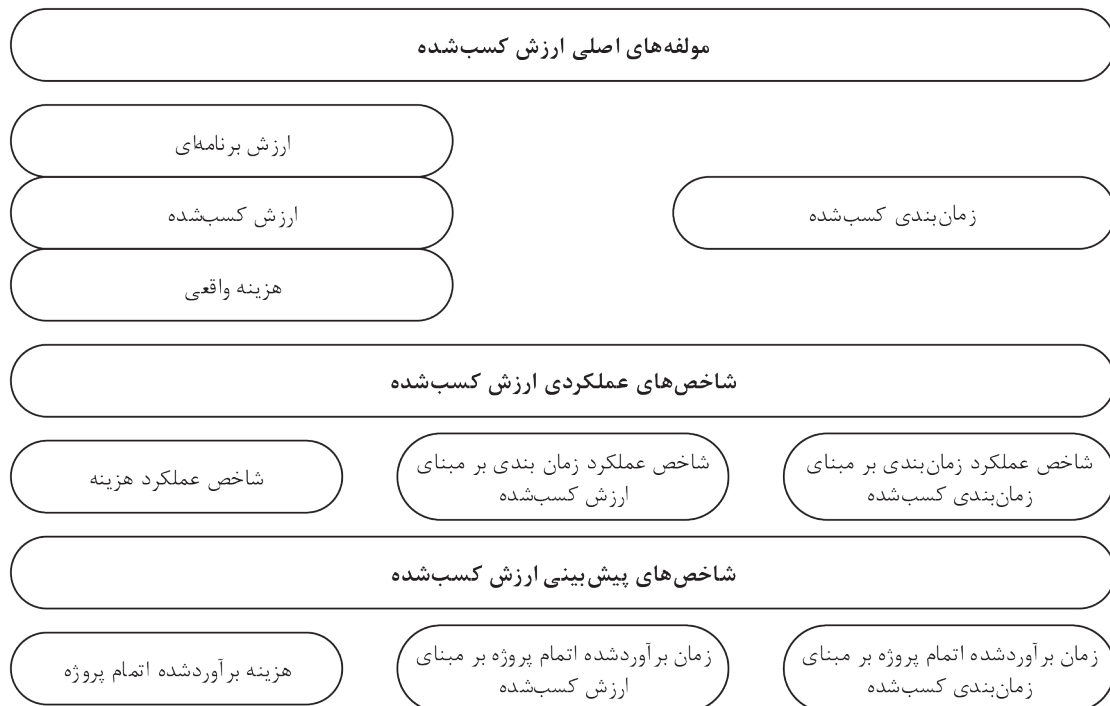 مولفه‌های اصلی ارزش کسب‌شده
ارزش برنامه‌ای
زمان‌بندی کسب‌شده
ارزش کسب‌شده
هزینه واقعی
شاخص‌های عملکردی ارزش کسب‌شده
شاخص عملکرد زمان‌بندی بر مبنای
زمان‌بندی کسب‌شده
شاخص عملکرد زمان بندی بر مبنای
ارزش کسب‌شده
شاخص عملکرد هزینه
شاخص‌های پیش‌بینی ارزش کسب‌شده
زمان برآوردشده اتمام پروژه بر مبنای
زمان‌بندی کسب‌شده
زمان برآوردشده اتمام پروژه بر مبنای
ارزش کسب‌شده
هزینه برآوردشده اتمام پروژه